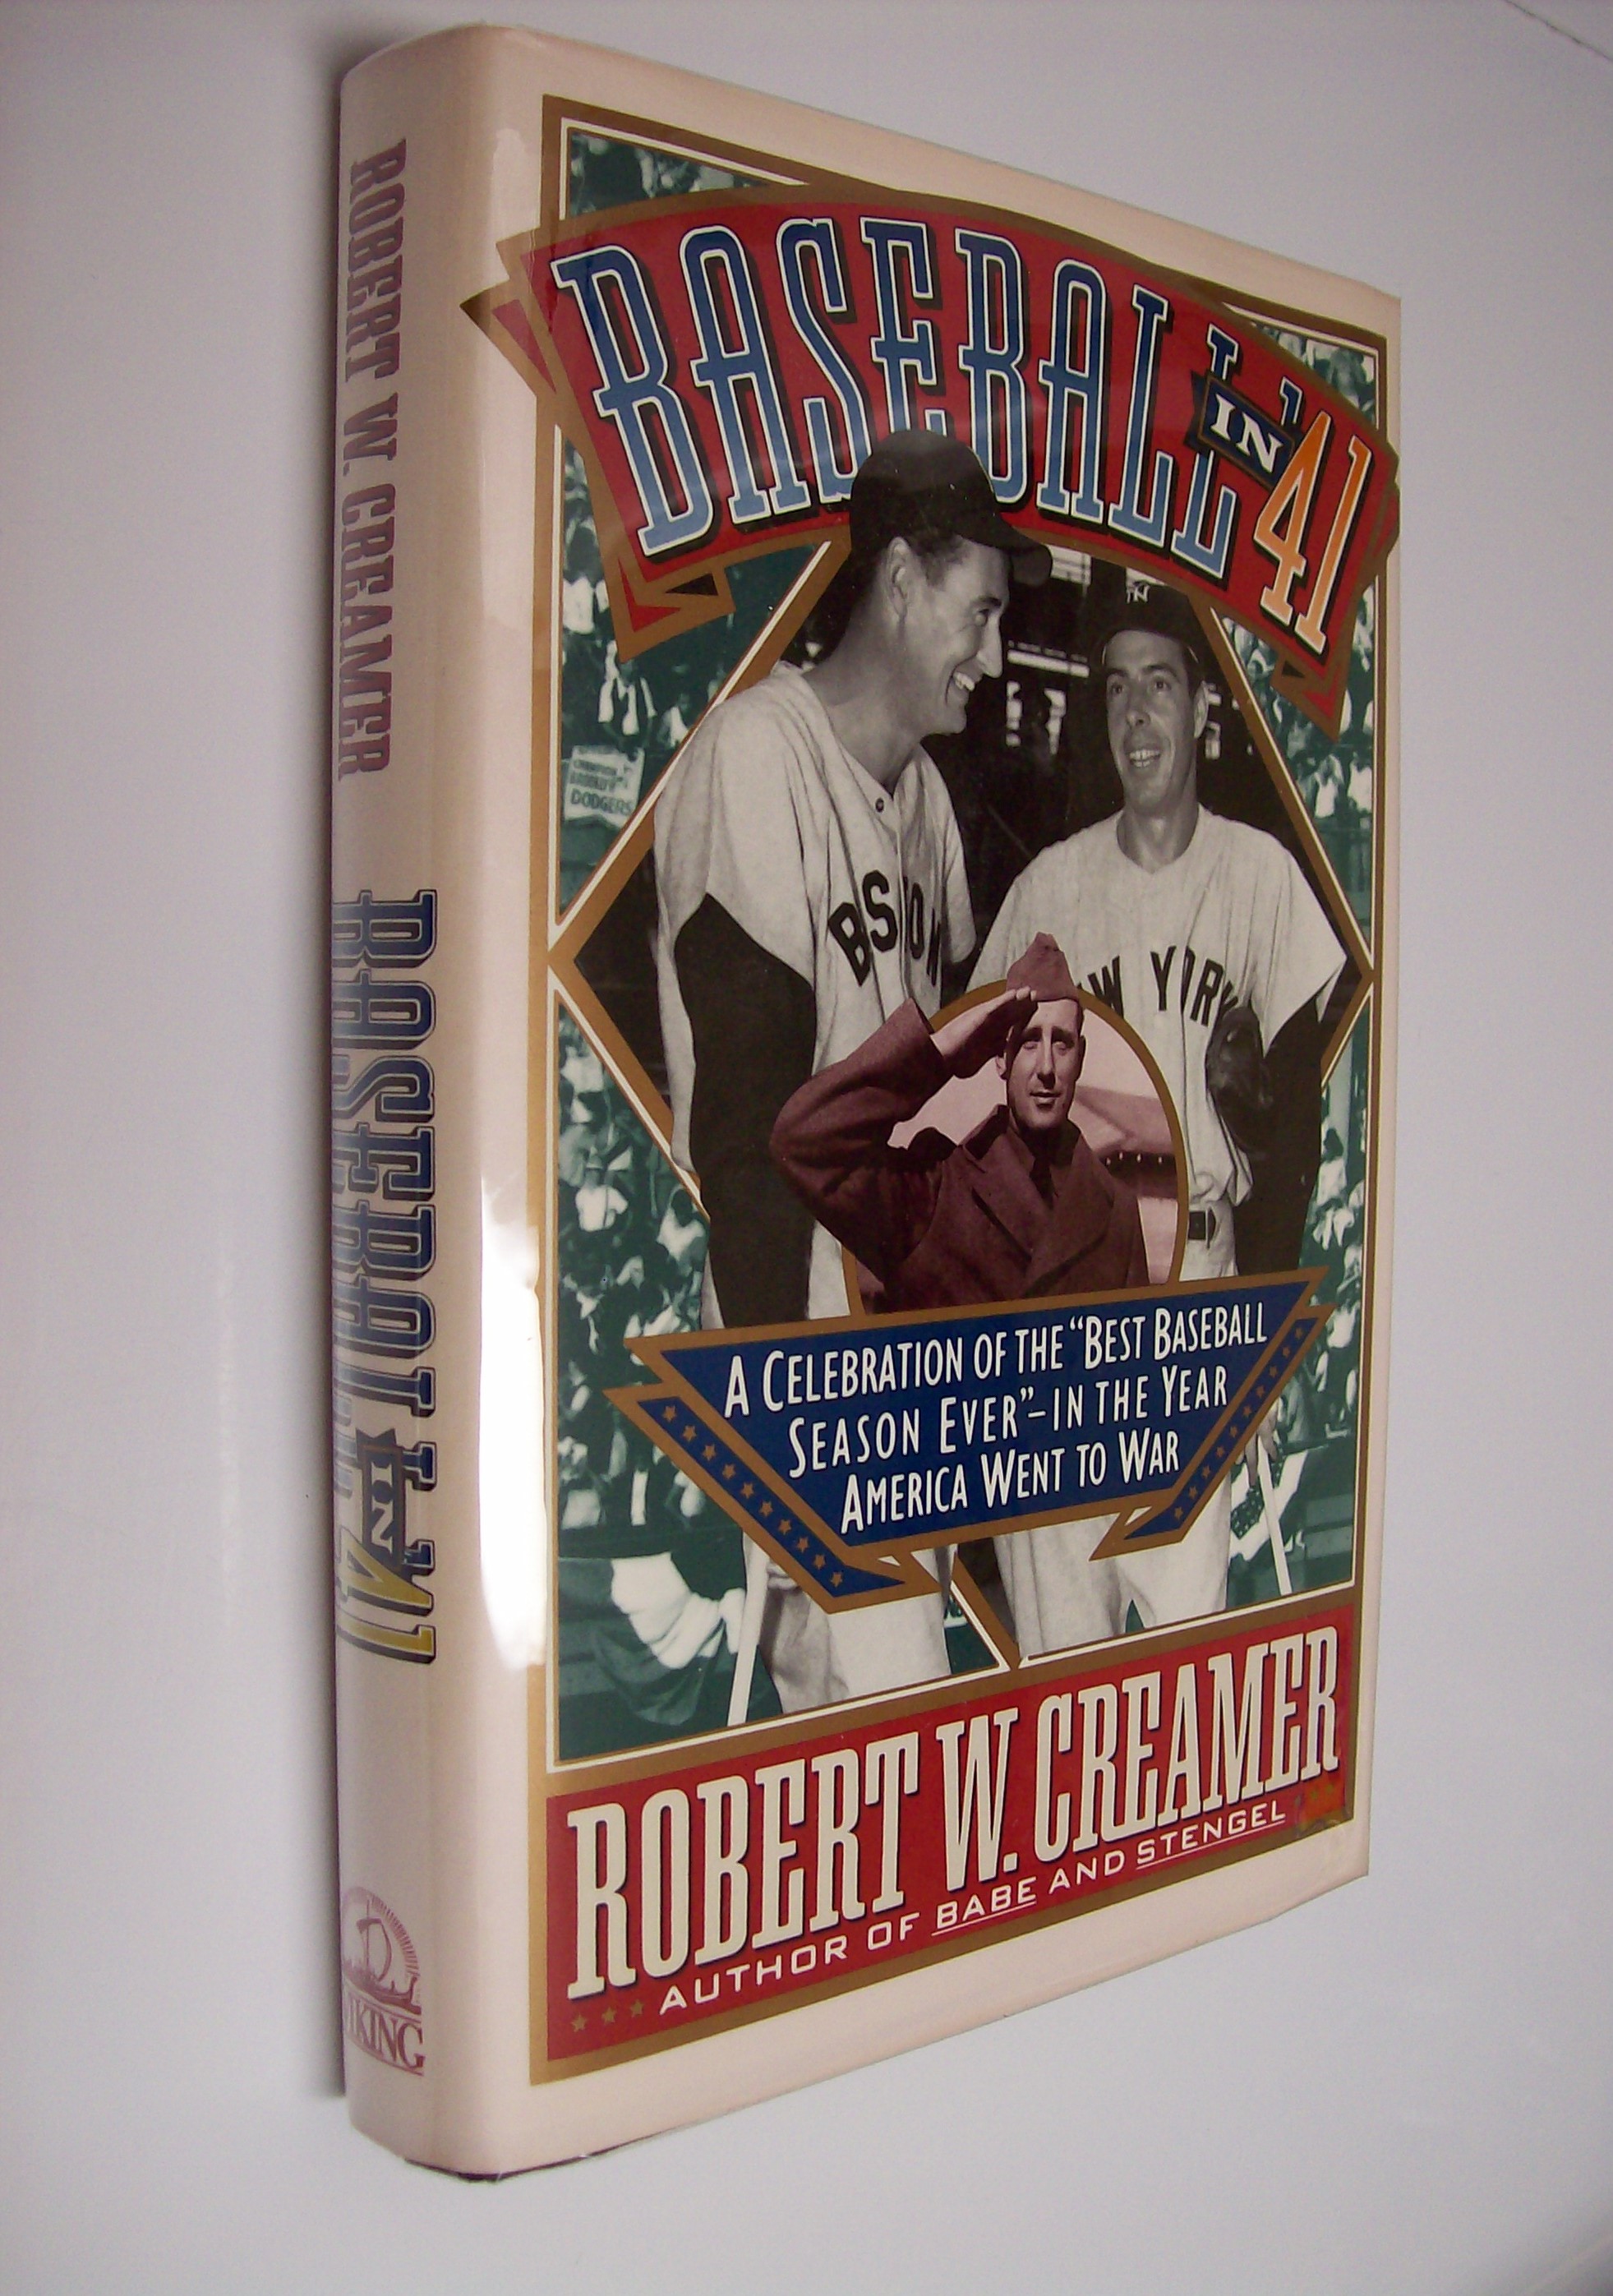 ROBERT W. CREAMER
BASEBALL IN '41
VIKING
BASEBALL IN '41
N
DODGERS
BOSTON
EW YORK
A CELEBRATION OF THE “BEST BASEBALL
SEASON EVER”–IN THE YEAR
AMERICA WENT TO WAR
ROBERT W. CREAMER
AUTHOR OF BABE AND STENGEL